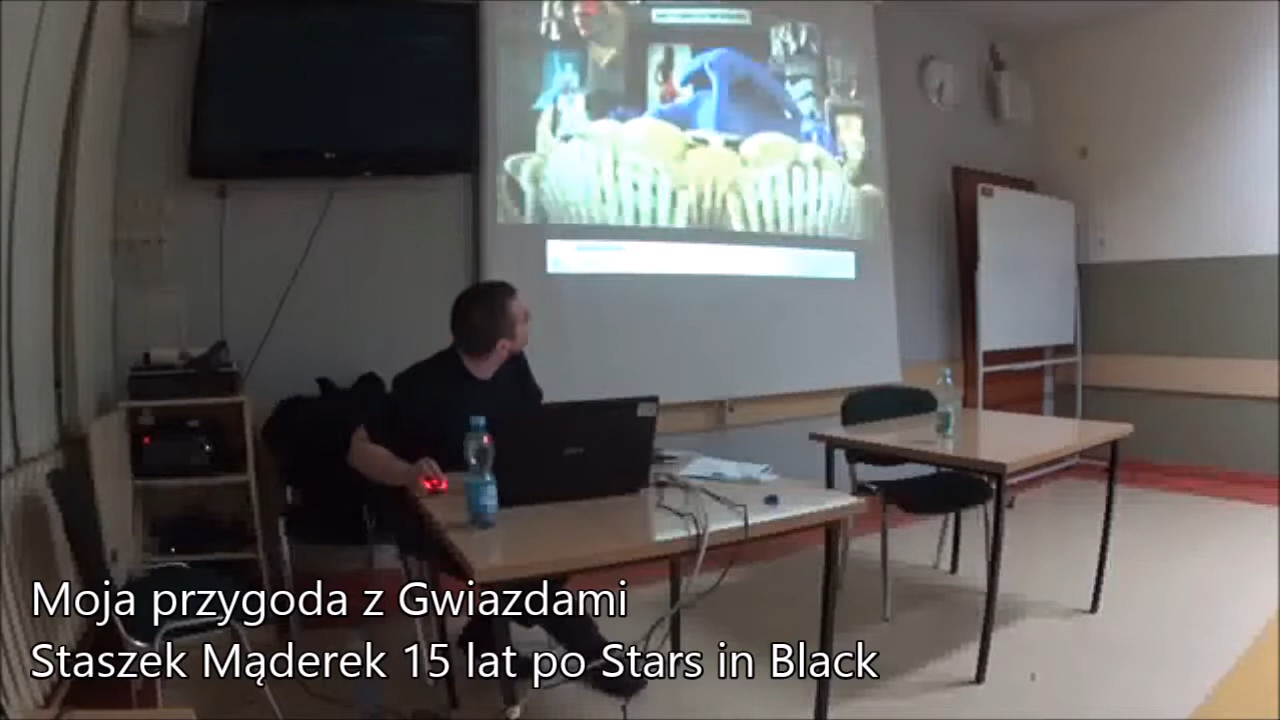 Moja przygoda z Gwiazdami
Staszek Mąderek 15 lat po Stars in Black